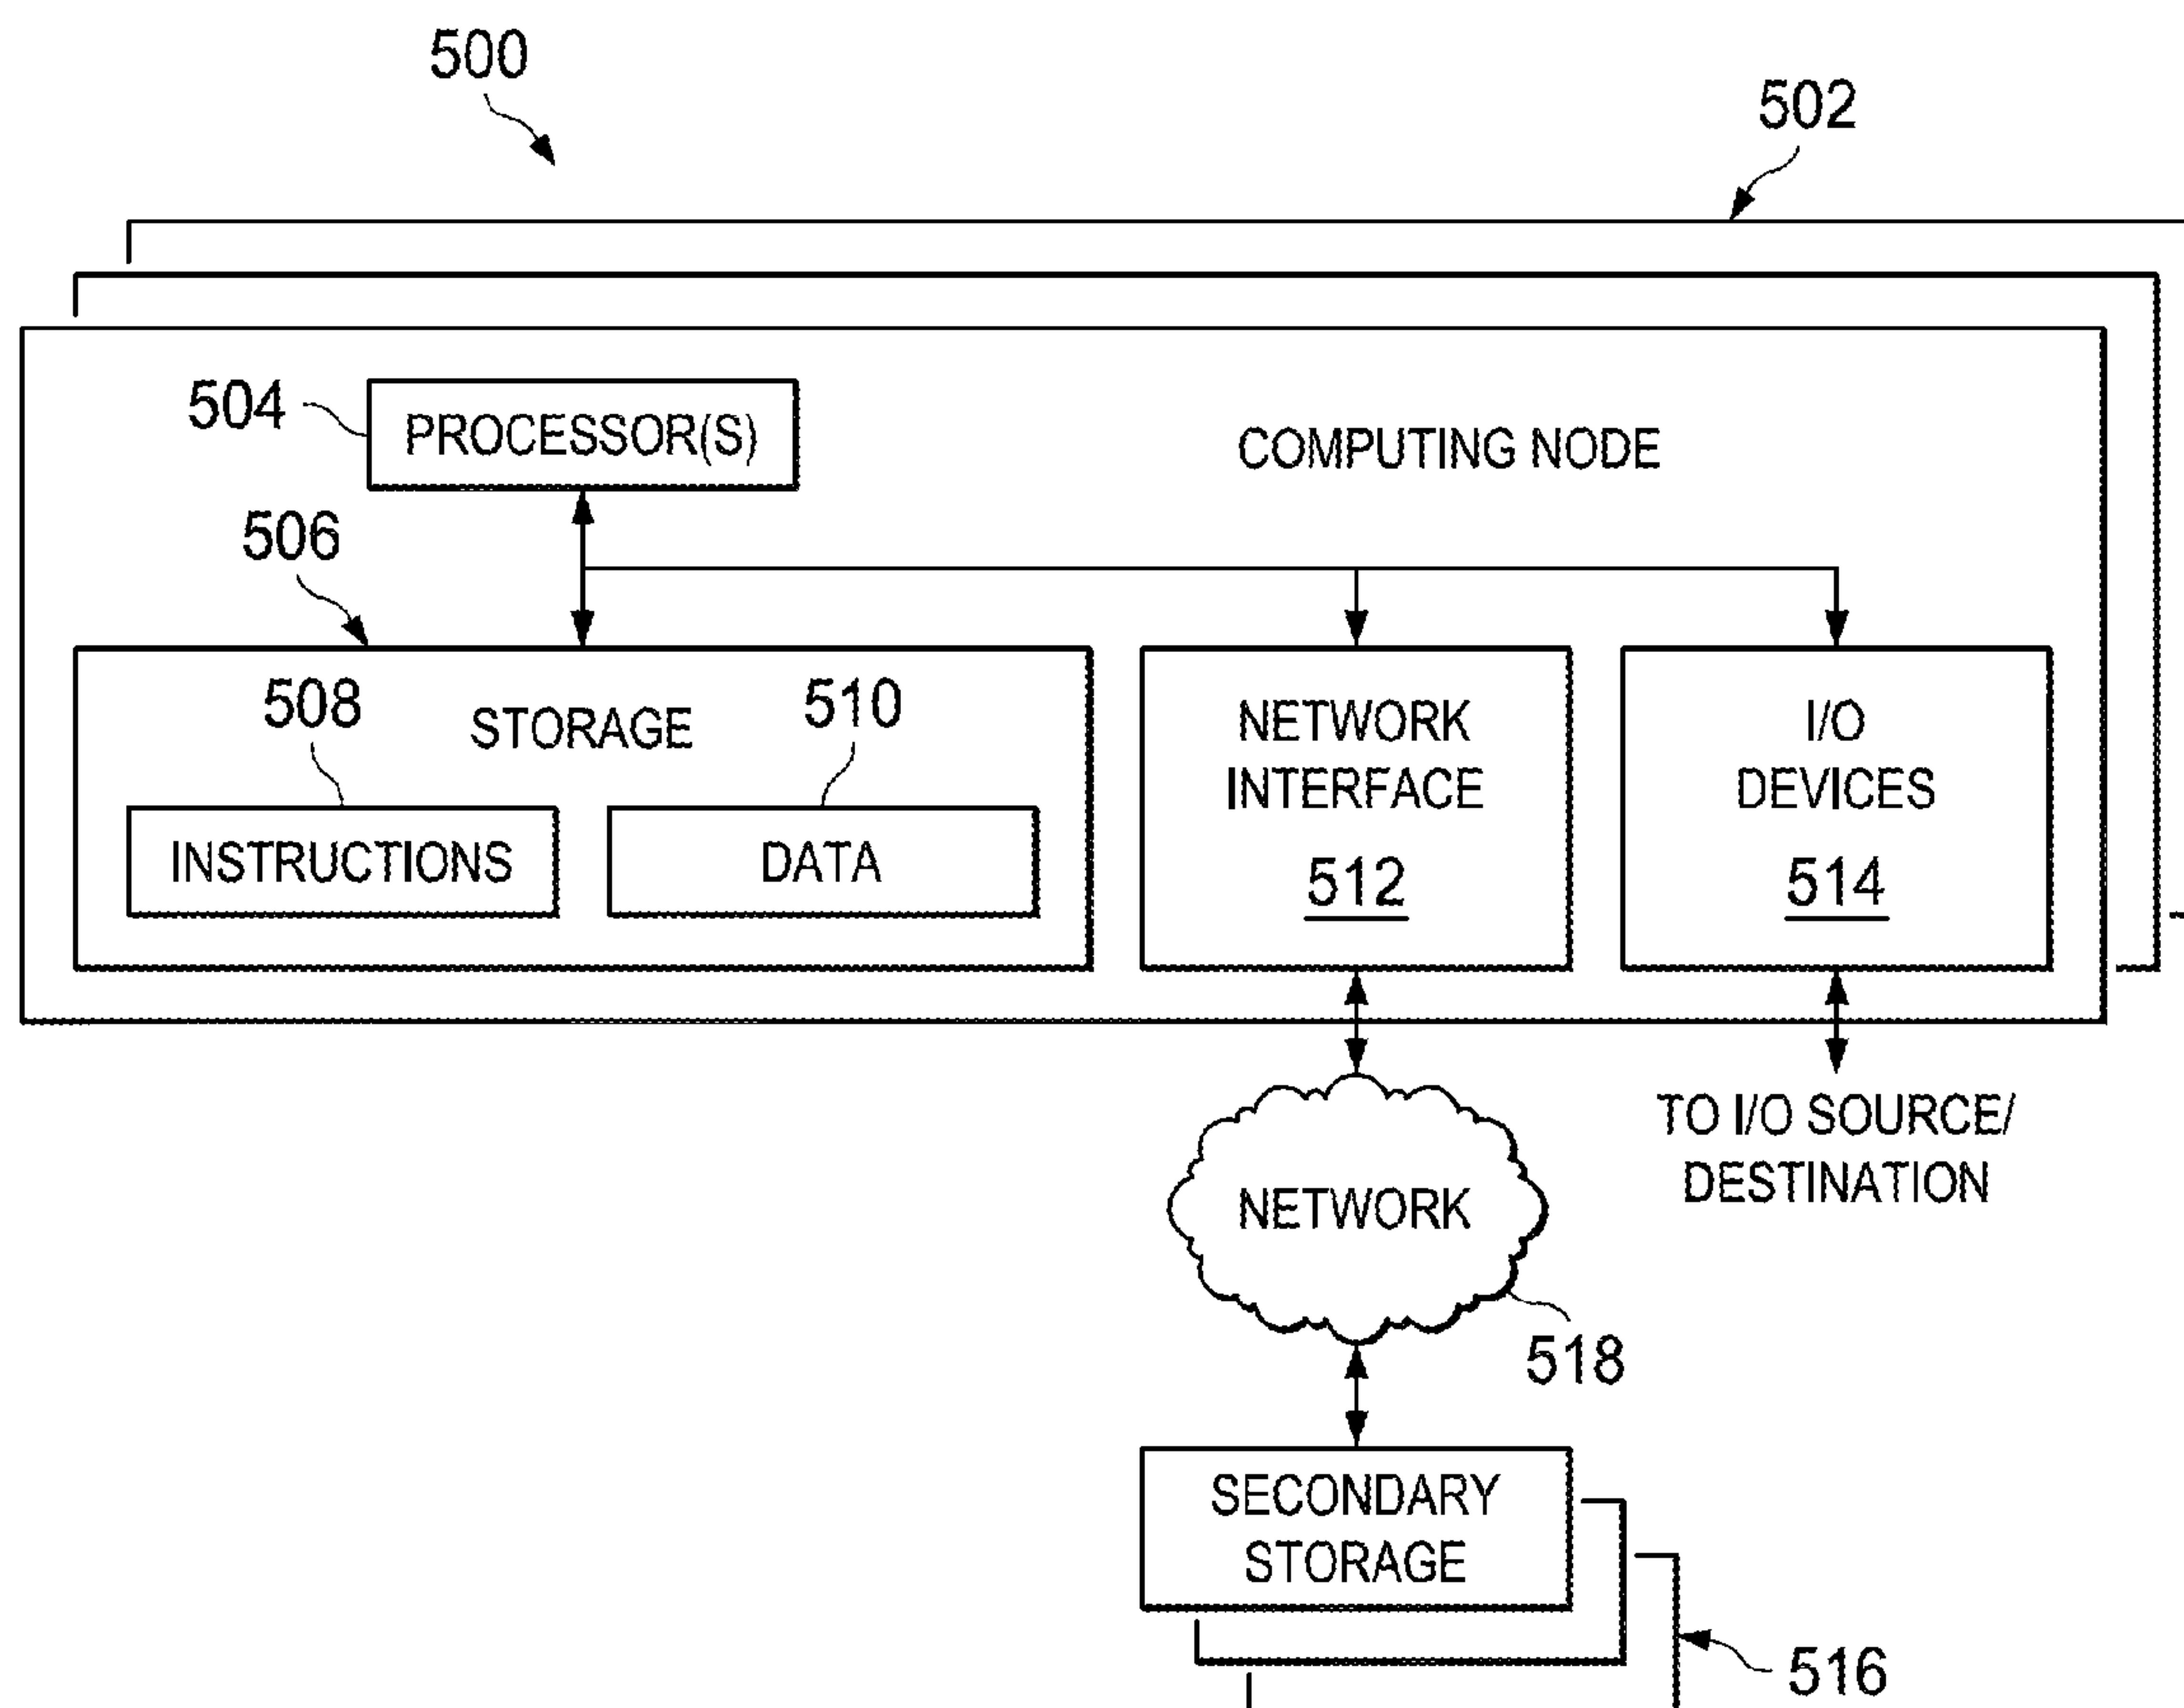 500
502
504
PROCESSOR(S)
COMPUTING NODE
506
508
STORAGE
510
INSTRUCTIONS
DATA
NETWORK
INTERFACE
512
I/O
DEVICES
514
TO I/O SOURCE/
DESTINATION
NETWORK
518
SECONDARY
STORAGE
516